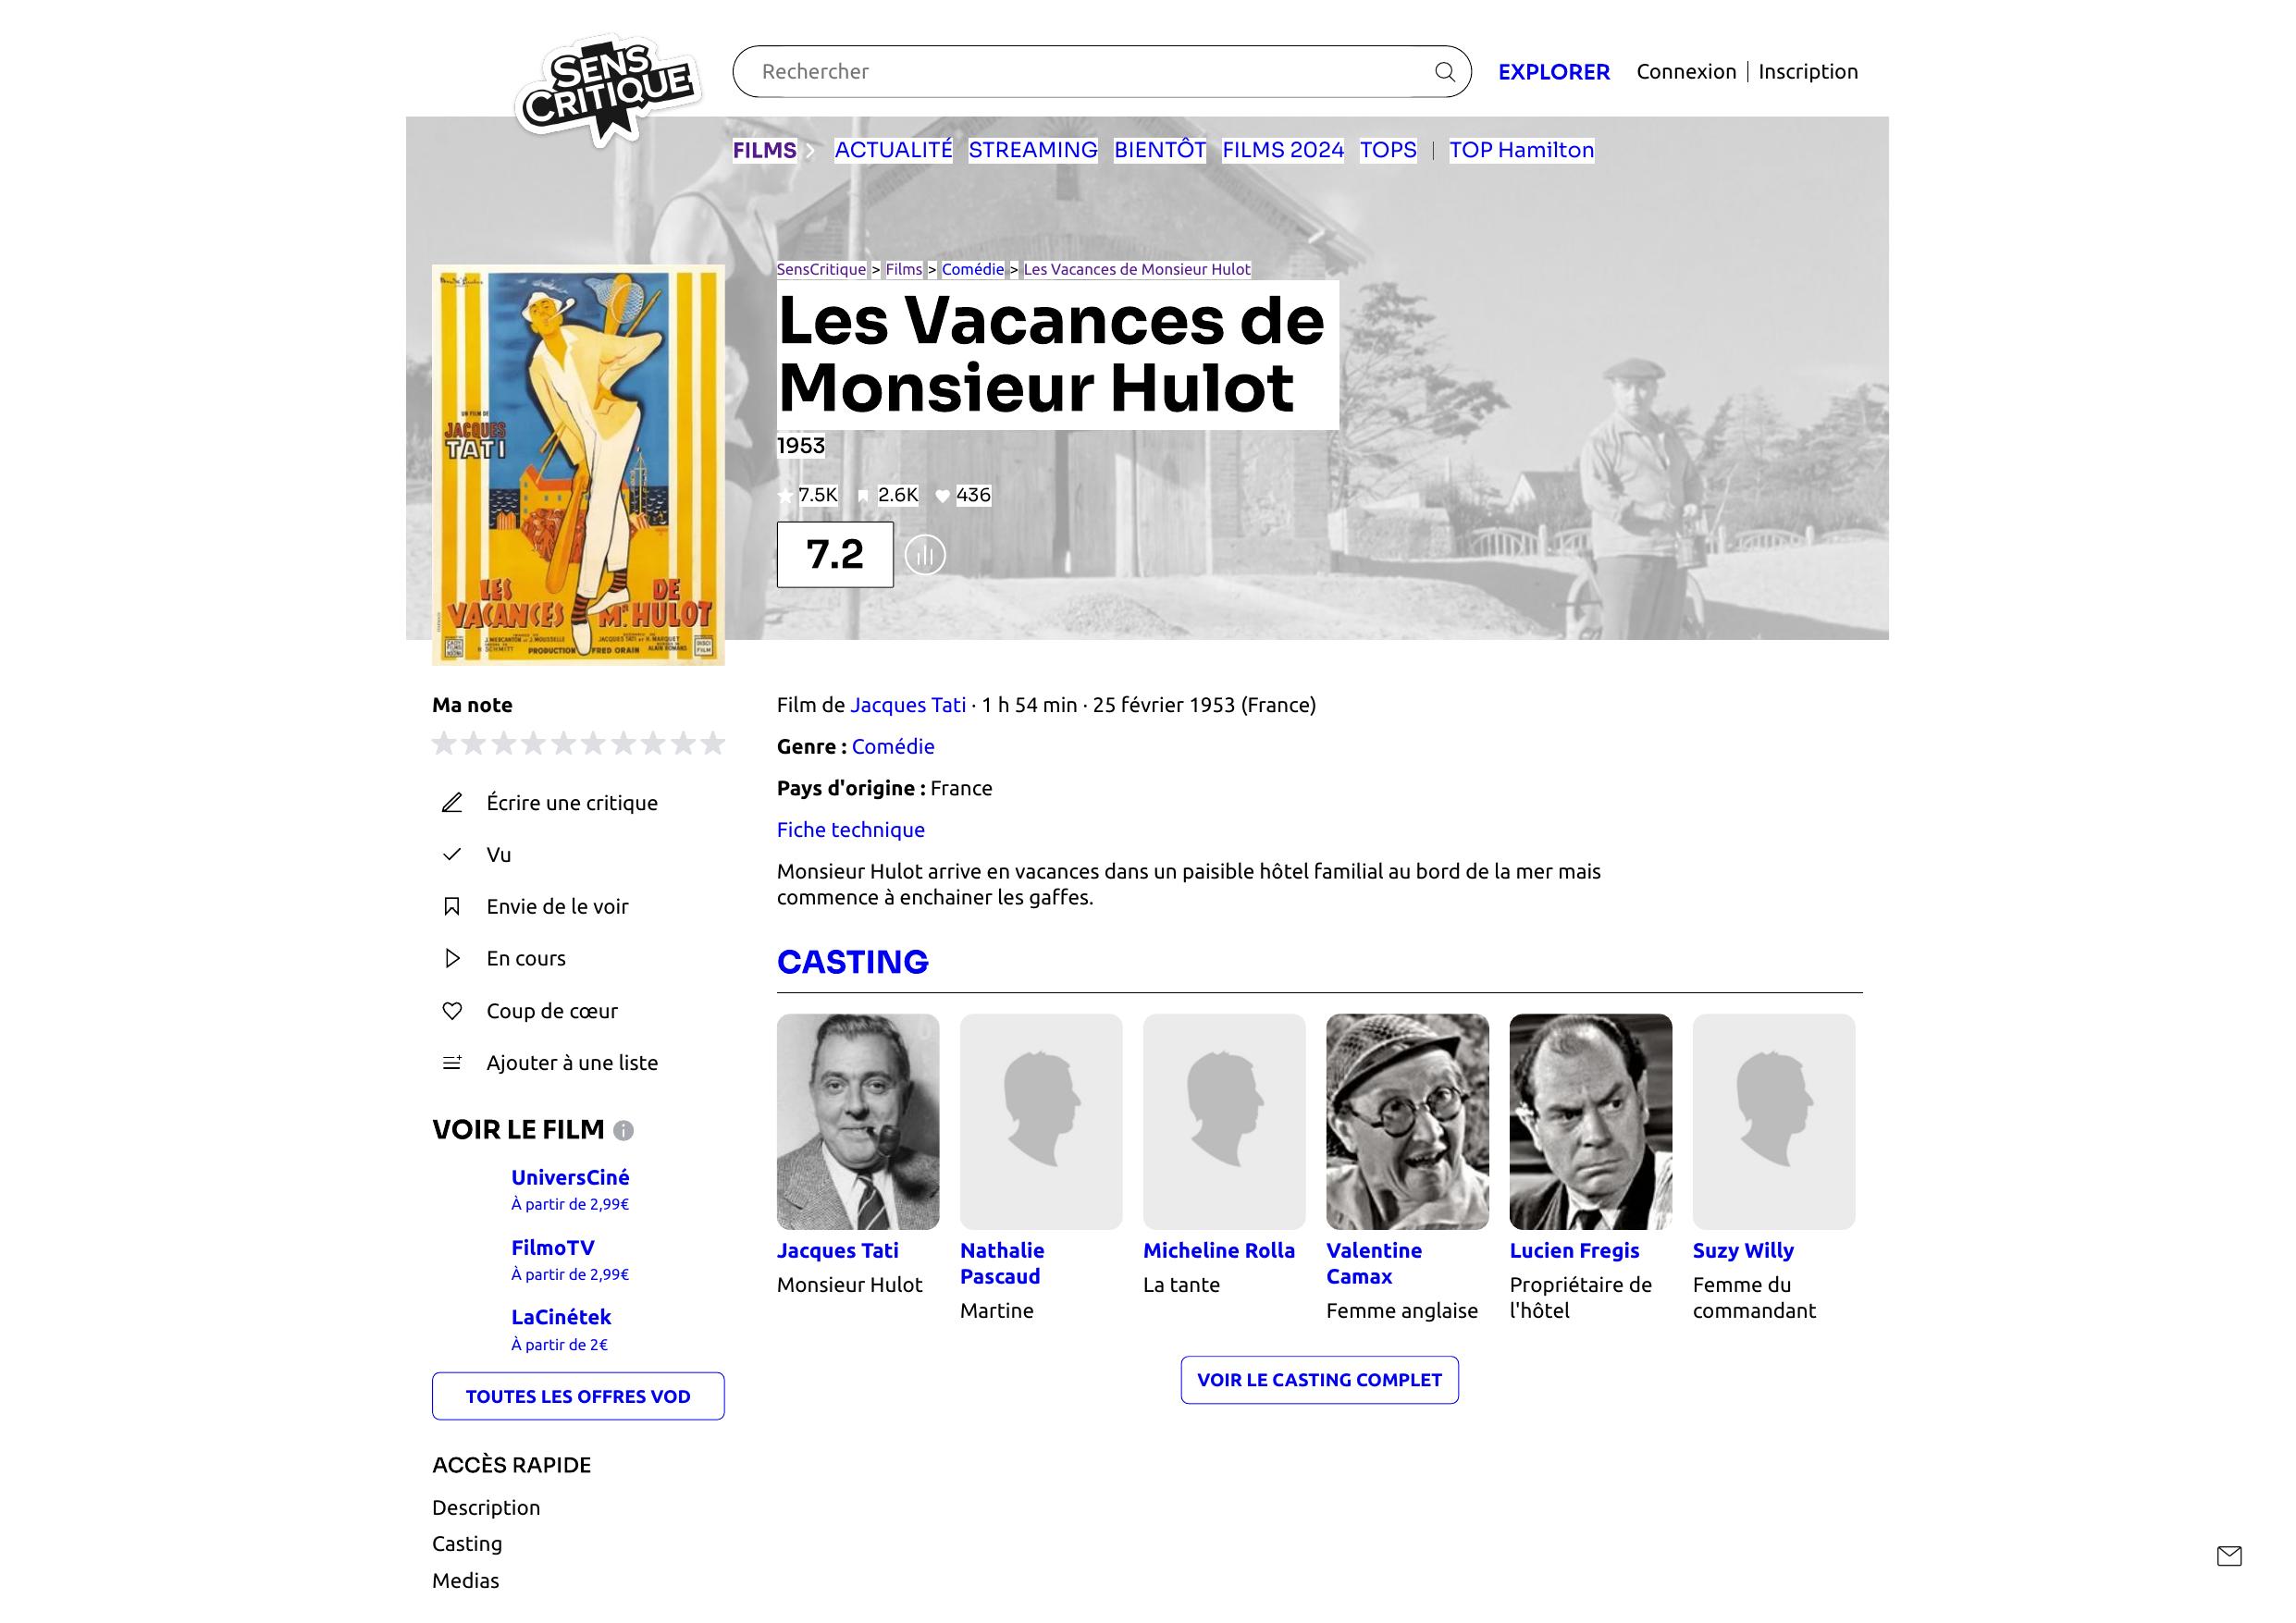 SENS
CRITIQUE
Rechercher
EXPLORER
Connexion
Inscription
FILMS
ACTUALITÉ
STREAMING
BIENTÔT
FILMS 2024
TOPS
TOP Hamilton
SensCritique > Films > Comédie > Les Vacances de Monsieur Hulot
Les Vacances de
Monsieur Hulot
1953
7.5K
2.6K
436
7.2
UN FILM DE
JACQUES
TATI
LES
VACANCES
DE
Mr HULOT
PRODUCTION FRED ORAIN
Ma note
Écrire une critique
Vu
Envie de le voir
En cours
Coup de cœur
Ajouter à une liste
VOIR LE FILM
UniversCiné
À partir de 2,99€
FilmoTV
À partir de 2,99€
LaCinétek
À partir de 2€
TOUTES LES OFFRES VOD
ACCÈS RAPIDE
Description
Casting
Medias
Film de Jacques Tati · 1 h 54 min · 25 février 1953 (France)
Genre : Comédie
Pays d'origine : France
Fiche technique
Monsieur Hulot arrive en vacances dans un paisible hôtel familial au bord de la mer mais
commence à enchainer les gaffes.
CASTING
Jacques Tati
Monsieur Hulot
Nathalie
Pascaud
Martine
Micheline Rolla
La tante
Valentine
Camax
Femme anglaise
Lucien Fregis
Propriétaire de
l'hôtel
Suzy Willy
Femme du
commandant
VOIR LE CASTING COMPLET